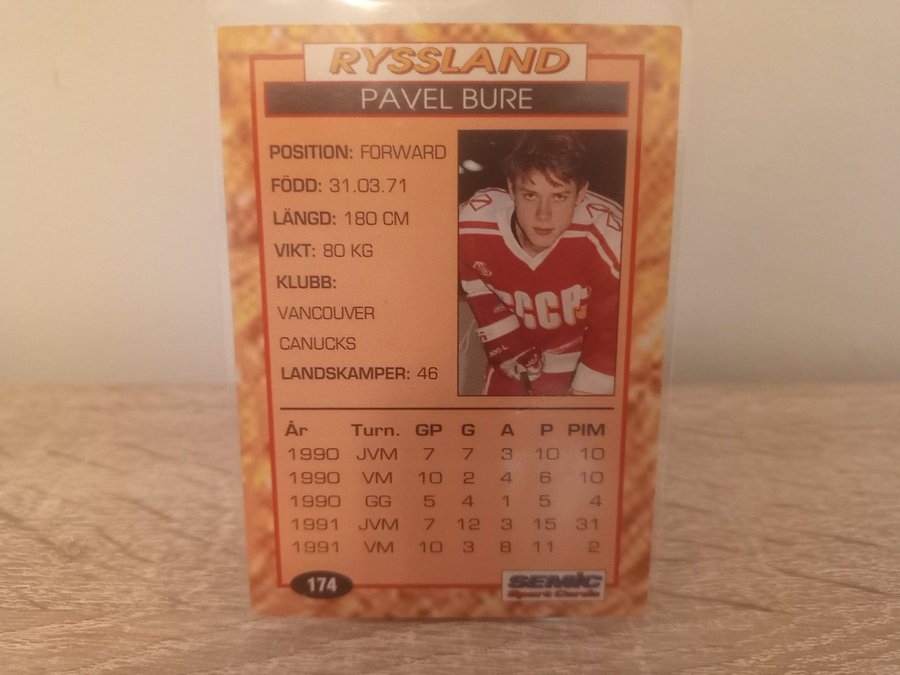 RYSSLAND
PAVEL BURE
POSITION: FORWARD
FÖDD: 31.03.71
LÄNGD: 180 CM
VIKT: 80 KG
KLUBB:
VANCOUVER
CANUCKS
LANDSKAMPER: 46
CCCP
År Turn. GP G A P PIM
1990 JVM 7 7 3 10 10
1990 VM 10 2 4 6 10
1990 GG 5 4 1 5 4
1991 JVM 7 12 3 15 31
1991 VM 10 3 8 11 2
174
SEMIC
Sport Cards